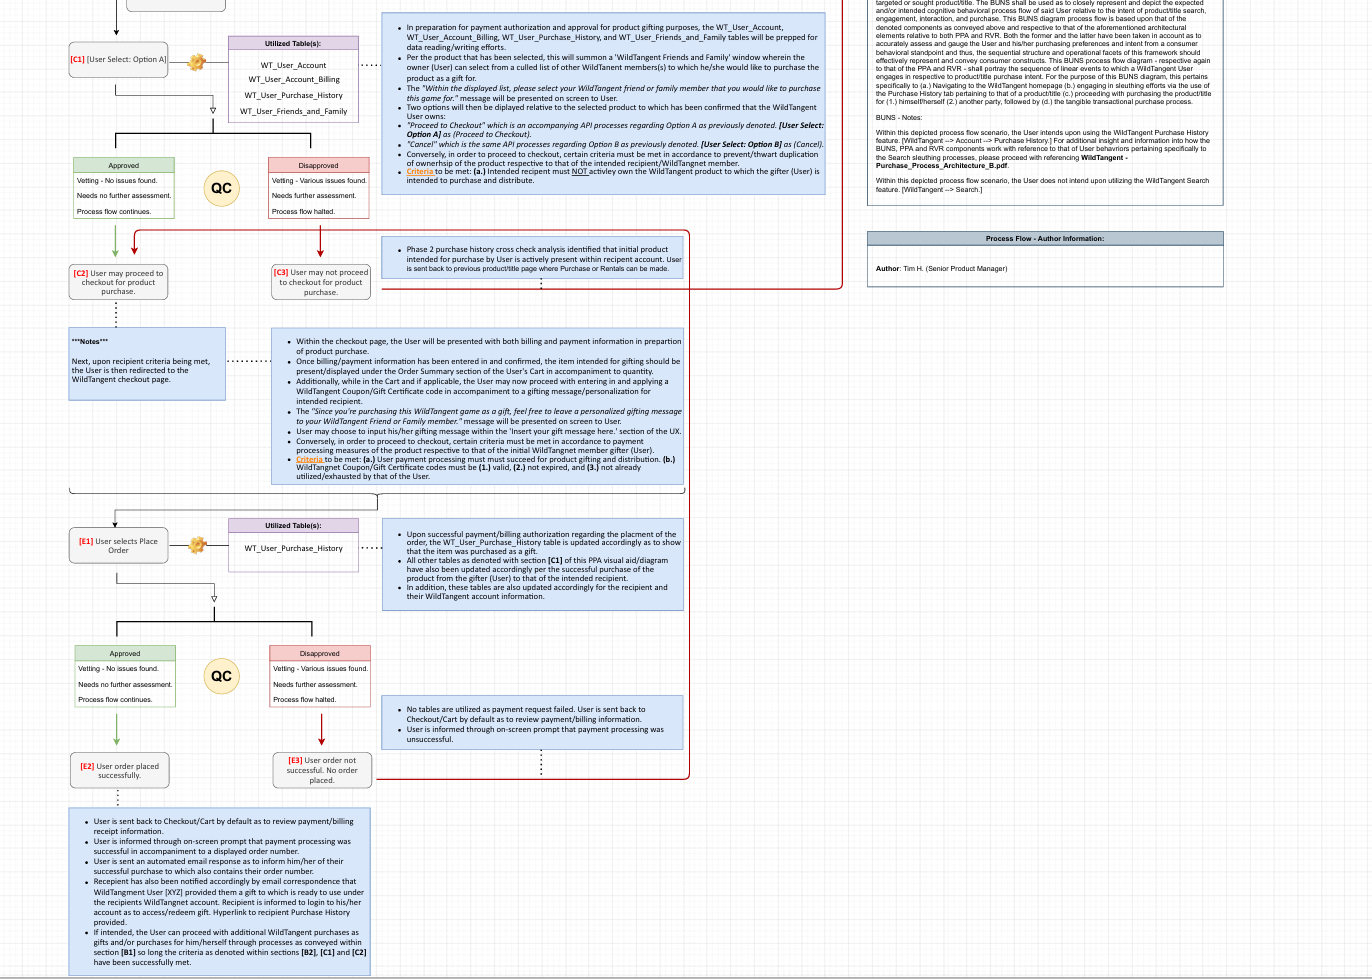 [C1] [User Select: Option A]
Utilized Table(s):
WT_User_Account
WT_User_Account_Billing
WT_User_Purchase_History
WT_User_Friends_and_Family
In preparation for payment authorization and approval for product gifting purposes, the WT_User_Account,
WT_User_Account_Billing, WT_User_Purchase_History, and WT_User_Friends_and_Family tables will be prepped for
data reading/writing efforts.
Per the product that has been selected, this will summon a 'WildTangent Friends and Family' window wherein the
owner (User) can select from a culled list of other WildTanent members(s) to which he/she would like to purchase the
product as a gift for.
The "Within the displayed list, please select your WildTangent friend or family member that you would like to purchase
this game for." message will be presented on screen to User.
Two options will then be diplayed relative to the selected product to which has been confirmed that the WildTangent
User owns:
"Proceed to Checkout" which is an accompanying API processes regarding Option A as previously denoted. [User Select:
Option A] as (Proceed to Checkout).
"Cancel" which is the same API processes regarding Option B as previously denoted. [User Select: Option B] as (Cancel).
Conversely, in order to proceed to checkout, certain criteria must be met in accordance to prevent/thwart duplication
of ownerhsip of the product respective to that of the intended recipient/WildTangent member.
Criteria to be met: (a.) Intended recipient must NOT activley own the WildTangent product to which the gifter (User) is
intended to purchase and distribute.
Approved
Vetting - No issues found.
Needs no further assessment.
Process flow continues.
QC
Disapproved
Vetting - Various issues found.
Needs further assessment.
Process flow halted.
[C2] User may proceed to
checkout for product
purchase.
[C3] User may not proceed
to checkout for product
purchase.
Phase 2 purchase history cross check analysis identified that initial product
intended for purchase by User is actively present within recipient account. User
is sent back to previous product/title page where Purchase or Rentals can be made.
***Notes***
Next, upon recipient criteria being met,
the User is then redirected to the
WildTangent checkout page.
Within the checkout page, the User will be presented with both billing and payment information in prepartion
of product purchase.
Once billing/payment information has been entered in and confirmed, the item intended for gifting should be
present/displayed under the Order Summary section of the User's Cart in accompaniment to quantity.
Additionally, while in the Cart and if applicable, the User may now proceed with entering in and applying a
WildTangent Coupon/Gift Certificate code in accompaniment to a gifting message/personalization for
intended recipient.
The "Since you're purchasing this WildTangent game as a gift, feel free to leave a personalized gifting message
to your WildTangent Friend or Family member." message will be presented on screen to User.
User may choose to input his/her gifting message within the 'Insert your gift message here.' section of the UX.
Conversely, in order to proceed to checkout, certain criteria must be met in accordance to payment
processing measures of the product respective to that of the initial WildTangnet member gifter (User).
Criteria to be met: (a.) User payment processing must must succeed for product gifting and distribution. (b.)
WildTangnet Coupon/Gift Certificate codes must be (1.) valid, (2.) not expired, and (3.) not already
utilized/exhausted by that of the User.
[E1] User selects Place
Order
Utilized Table(s):
WT_User_Purchase_History
Upon successful payment/billing authorization regarding the placment of the
order, the WT_User_Purchase_History table is updated accordingly as to show
that the item was purchased as a gift.
All other tables as denoted with section [C1] of this PPA visual aid/diagram
have also been updated accordingly per the successful purchase of the
product from the gifter (User) to that of the intended recipient.
In addition, these tables are also updated accordingly for the recipient and
their WildTangent account information.
Approved
Vetting - No issues found.
Needs no further assessment.
Process flow continues.
QC
Disapproved
Vetting - Various issues found.
Needs further assessment.
Process flow halted.
No tables are utilized as payment request failed. User is sent back to
Checkout/Cart by default as to review payment/billing information.
User is informed through on-screen prompt that payment processing was
unsuccessful.
[E2] User order placed
successfully.
[E3] User order not
successful. No order
placed.
User is sent back to Checkout/Cart by default as to review payment/billing
receipt information.
User is informed through on-screen prompt that payment processing was
successful in accompaniment to a displayed order number.
User is sent an automated email response as to inform him/her of their
successful purchase to which also contains their order number.
Recepient has also been notified accordingly by email correspondence that
WildTangment User [XYZ] provided them a gift to which is ready to use under
the recipients WildTangnet account. Recipient is informed to login to his/her
account as to access/redeem gift. Hyperlink to recipient Purchase History
provided.
If intended, the User can proceed with additional WildTangent purchases as
gifts and/or purchases for him/herself through processes as conveyed within
section [B1] so long the criteria as denoted within sections [B2], [C1] and [C2]
have been successfully met.
targeted or sought product/title. The BUNS shall be used as to closely represent and depict the expected
and/or intended cognitive behavioral process flow of said User relative to the intent of product/title search,
engagement, interaction, and purchase. This BUNS diagram process flow is based upon that of the
denoted components as conveyed above and respective to that of the aforementioned architectural
elements relative to both PPA and RVR. Both the former and the latter have been taken in account as to
accurately assess and gauge the User and his/her purchasing preferences and intent from a consumer
behavioral standpoint and thus, the sequential structure and operational facets of this framework should
effectively represent and convey consumer constructs. This BUNS process flow diagram - respective again
to that of the PPA and RVR - shall portray the sequence of linear events to which a WildTangent User
engages in respective to product/title purchase intent. For the purpose of this BUNS diagram, this pertains
specifically to (a.) Navigating to the WildTangent homepage (b.) engaging in sleuthing efforts via the use of
the Purchase History tab pertaining to that of a product/title (c.) proceeding with purchasing the product/title
for (1.) himself/herself (2.) another party, followed by (d.) the tangible transactional purchase process.
BUNS - Notes:
Within this depicted process flow scenario, the User intends upon using the WildTangent Purchase History
feature. [WildTangent --> Account --> Purchase History.] For additional insight and information into how the
BUNS, PPA and RVR components work with reference to that of User behavriors pertaining specifically to
the Search sleuthing processes, please proceed with referencing WildTangent -
Purchase_Process_Architecture_B.pdf.
Within this depicted process flow scenario, the User does not intend upon utilizing the WildTangent Search
feature. [WildTangent --> Search.]
Process Flow - Author Information:
Author: Tim H. (Senior Product Manager)